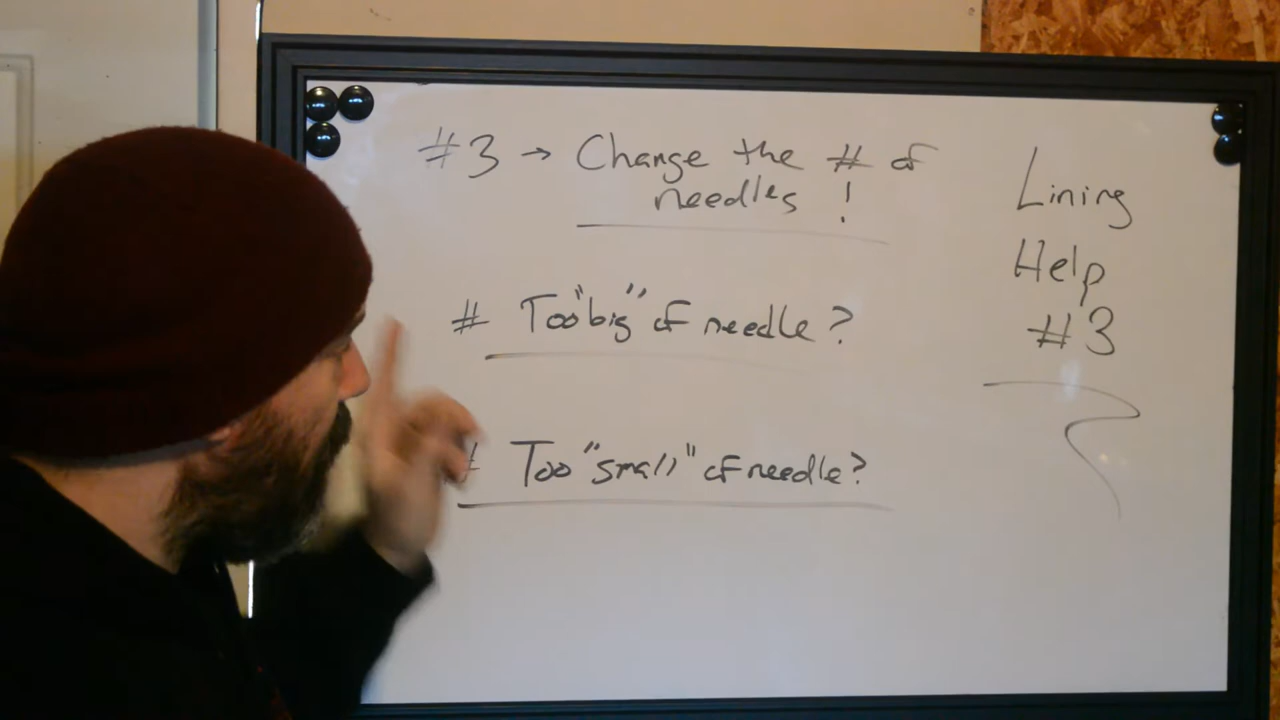 #3 → Change the # of
needles !
# Too "big" of needle?
# Too "small" of needle?
Lining
Help
#3